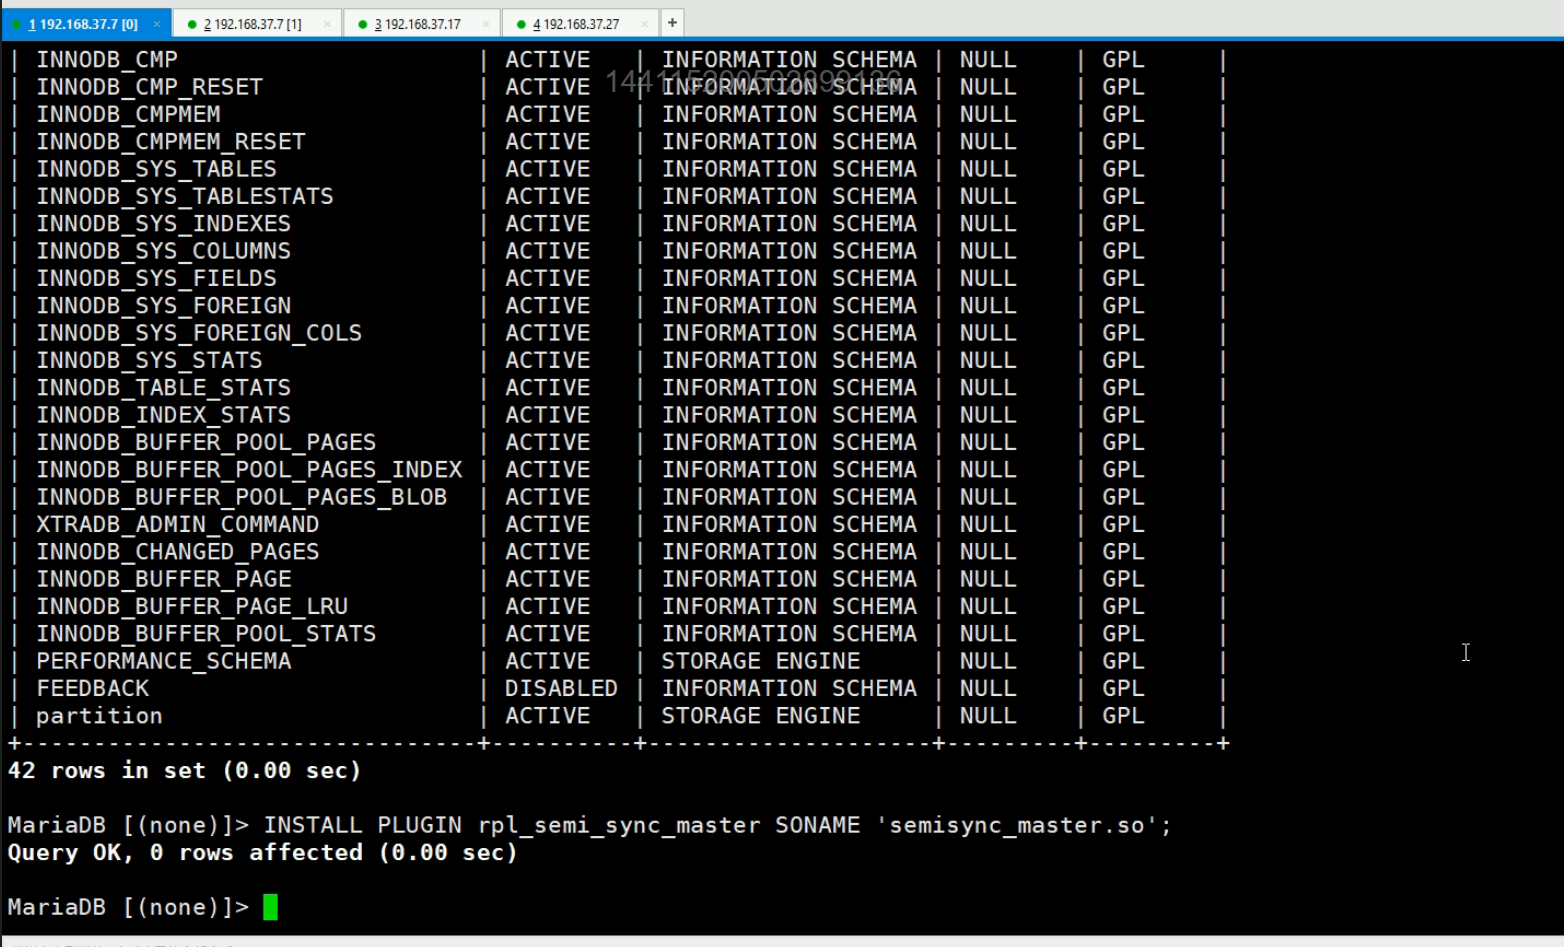 1 192.168.37.7 [0] × 2 192.168.37.7 [1] × 3 192.168.37.17 × 4 192.168.37.27 × +
| INNODB_CMP | ACTIVE | INFORMATION SCHEMA | NULL | GPL |
144115200502899136
| INNODB_CMP_RESET | ACTIVE | INFORMATION SCHEMA | NULL | GPL |
| INNODB_CMPMEM | ACTIVE | INFORMATION SCHEMA | NULL | GPL |
| INNODB_CMPMEM_RESET | ACTIVE | INFORMATION SCHEMA | NULL | GPL |
| INNODB_SYS_TABLES | ACTIVE | INFORMATION SCHEMA | NULL | GPL |
| INNODB_SYS_TABLESTATS | ACTIVE | INFORMATION SCHEMA | NULL | GPL |
| INNODB_SYS_INDEXES | ACTIVE | INFORMATION SCHEMA | NULL | GPL |
| INNODB_SYS_COLUMNS | ACTIVE | INFORMATION SCHEMA | NULL | GPL |
| INNODB_SYS_FIELDS | ACTIVE | INFORMATION SCHEMA | NULL | GPL |
| INNODB_SYS_FOREIGN | ACTIVE | INFORMATION SCHEMA | NULL | GPL |
| INNODB_SYS_FOREIGN_COLS | ACTIVE | INFORMATION SCHEMA | NULL | GPL |
| INNODB_SYS_STATS | ACTIVE | INFORMATION SCHEMA | NULL | GPL |
| INNODB_TABLE_STATS | ACTIVE | INFORMATION SCHEMA | NULL | GPL |
| INNODB_INDEX_STATS | ACTIVE | INFORMATION SCHEMA | NULL | GPL |
| INNODB_BUFFER_POOL_PAGES | ACTIVE | INFORMATION SCHEMA | NULL | GPL |
| INNODB_BUFFER_POOL_PAGES_INDEX | ACTIVE | INFORMATION SCHEMA | NULL | GPL |
| INNODB_BUFFER_POOL_PAGES_BLOB | ACTIVE | INFORMATION SCHEMA | NULL | GPL |
| XTRADB_ADMIN_COMMAND | ACTIVE | INFORMATION SCHEMA | NULL | GPL |
| INNODB_CHANGED_PAGES | ACTIVE | INFORMATION SCHEMA | NULL | GPL |
| INNODB_BUFFER_PAGE | ACTIVE | INFORMATION SCHEMA | NULL | GPL |
| INNODB_BUFFER_PAGE_LRU | ACTIVE | INFORMATION SCHEMA | NULL | GPL |
| INNODB_BUFFER_POOL_STATS | ACTIVE | INFORMATION SCHEMA | NULL | GPL |
| PERFORMANCE_SCHEMA | ACTIVE | STORAGE ENGINE | NULL | GPL |
| FEEDBACK | DISABLED | INFORMATION SCHEMA | NULL | GPL |
| partition | ACTIVE | STORAGE ENGINE | NULL | GPL |
+--------------------------------+----------+--------------------+---------+---------+
42 rows in set (0.00 sec)
MariaDB [(none)]> INSTALL PLUGIN rpl_semi_sync_master SONAME 'semisync_master.so';
Query OK, 0 rows affected (0.00 sec)
MariaDB [(none)]>